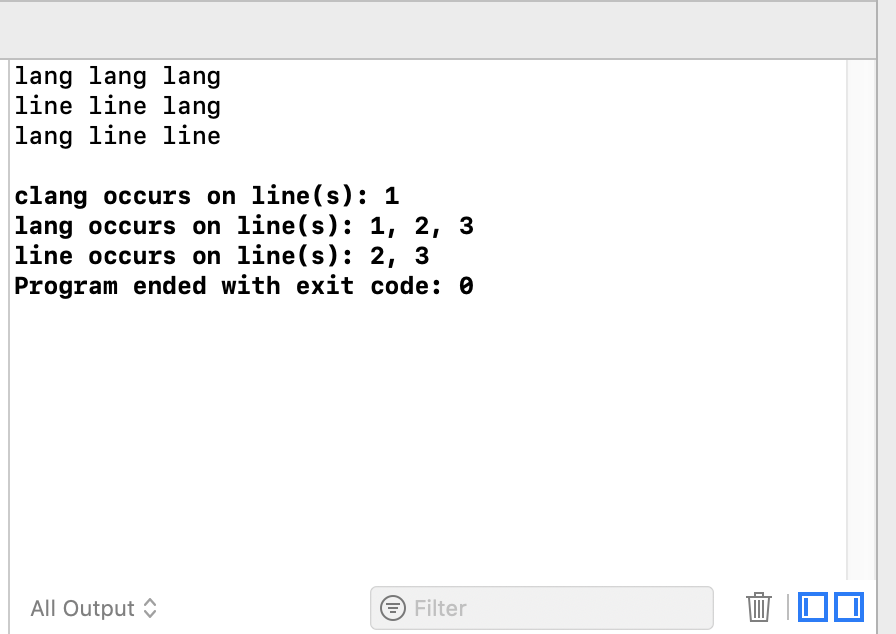 lang lang lang
line line lang
lang line line
clang occurs on line(s): 1
lang occurs on line(s): 1, 2, 3
line occurs on line(s): 2, 3
Program ended with exit code: 0
All Output
Filter